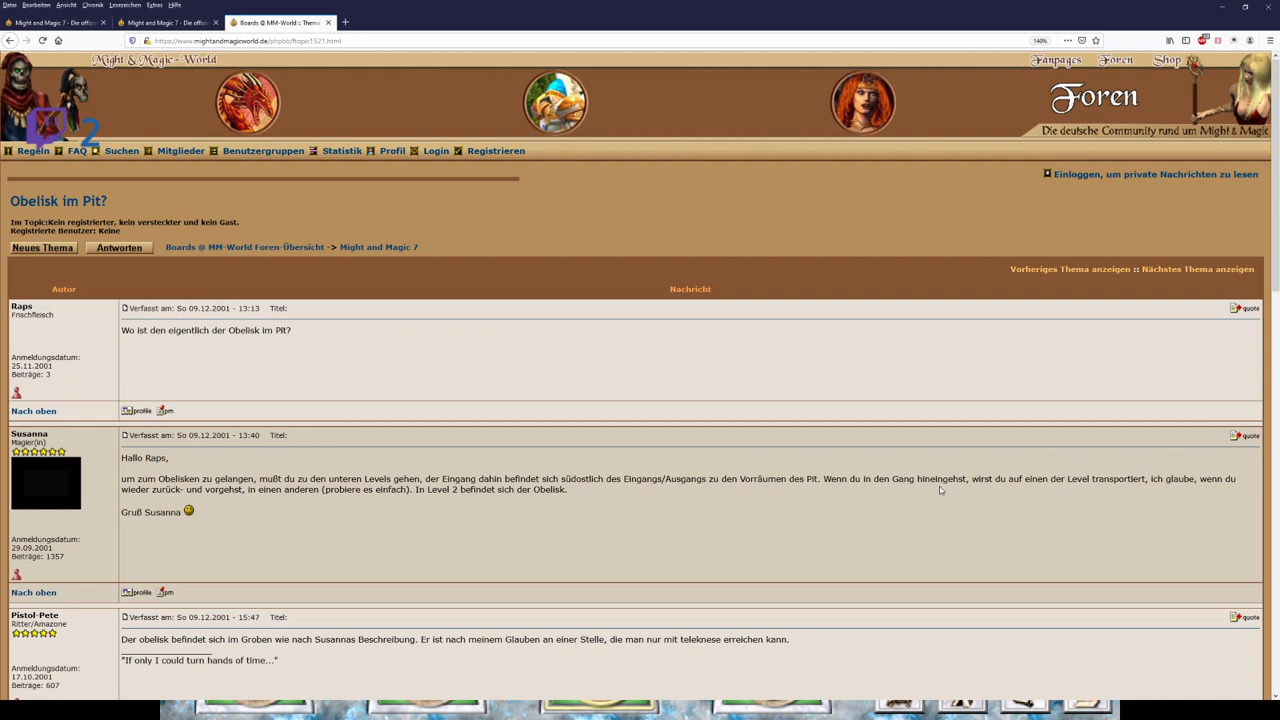 Datei Bearbeiten Ansicht Chronik Lesezeichen Extras Hilfe
Might and Magic 7 - Die offizi
Might and Magic 7 - Die offizi
Boards @ MM-World :: Thema
https://www.mightandmagicworld.de/phpbb/ftopic1521.html
140%
Might & Magic-World
Fanpages Foren Shop
Foren
Die deutsche Community rund um Might & Magic
2
Regeln FAQ Suchen Mitglieder Benutzergruppen Statistik Profil Login Registrieren
Einloggen, um private Nachrichten zu lesen
Obelisk im Pit?
Im Topic:Kein registrierter, kein versteckter und kein Gast.
Registrierte Benutzer: Keine
Neues Thema Antworten Boards @ MM-World Foren-Übersicht -> Might and Magic 7
Vorheriges Thema anzeigen :: Nächstes Thema anzeigen
Autor Nachricht
Raps
Frischfleisch
Anmeldungsdatum:
25.11.2001
Beiträge: 3
Verfasst am: So 09.12.2001 - 13:13 Titel:
quote
Wo ist den eigentlich der Obelisk im Pit?
Nach oben
profile pm
Susanna
Magier(in)
Anmeldungsdatum:
29.09.2001
Beiträge: 1357
Verfasst am: So 09.12.2001 - 13:40 Titel:
quote
Hallo Raps,
um zum Obelisken zu gelangen, mußt du zu den unteren Levels gehen, der Eingang dahin befindet sich südostlich des Eingangs/Ausgangs zu den Vorräumen des Pit. Wenn du in den Gang hineingehst, wirst du auf einen der Level transportiert, ich glaube, wenn du
wieder zurück- und vorgehst, in einen anderen (probiere es einfach). In Level 2 befindet sich der Obelisk.
Gruß Susanna
Nach oben
profile pm
Pistol-Pete
Ritter/Amazone
Anmeldungsdatum:
17.10.2001
Beiträge: 607
Verfasst am: So 09.12.2001 - 15:47 Titel:
quote
Der obelisk befindet sich im Groben wie nach Susannas Beschreibung. Er ist nach meinem Glauben an einer Stelle, die man nur mit teleknese erreichen kann.
"If only I could turn hands of time..."